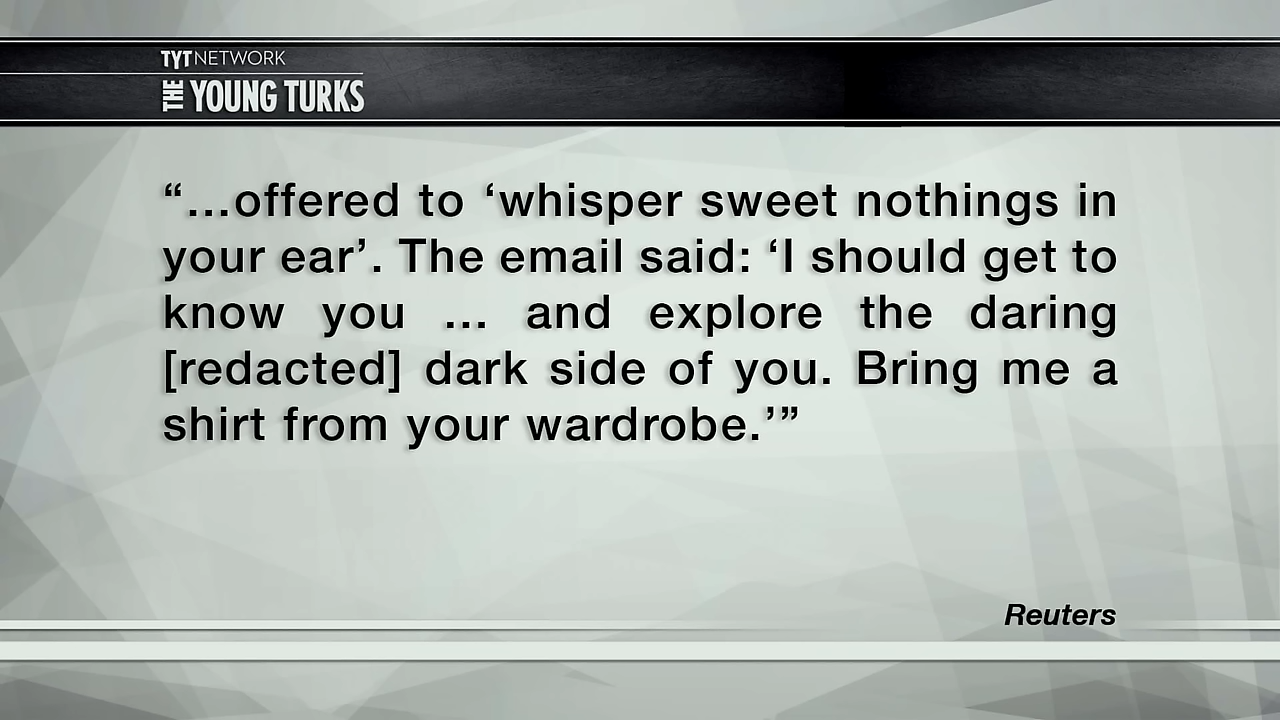 TYTNETWORK
THE YOUNG TURKS
“...offered to ‘whisper sweet nothings in
your ear’. The email said: ‘I should get to
know you ... and explore the daring
[redacted] dark side of you. Bring me a
shirt from your wardrobe.’”
Reuters